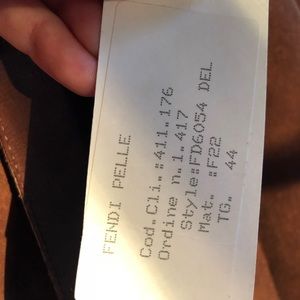 FENDI PELLE
Cod.Cli.:411.176
Ordine n.1.417
Style:FD6054 DEL
Mat. :F22
TG. 44